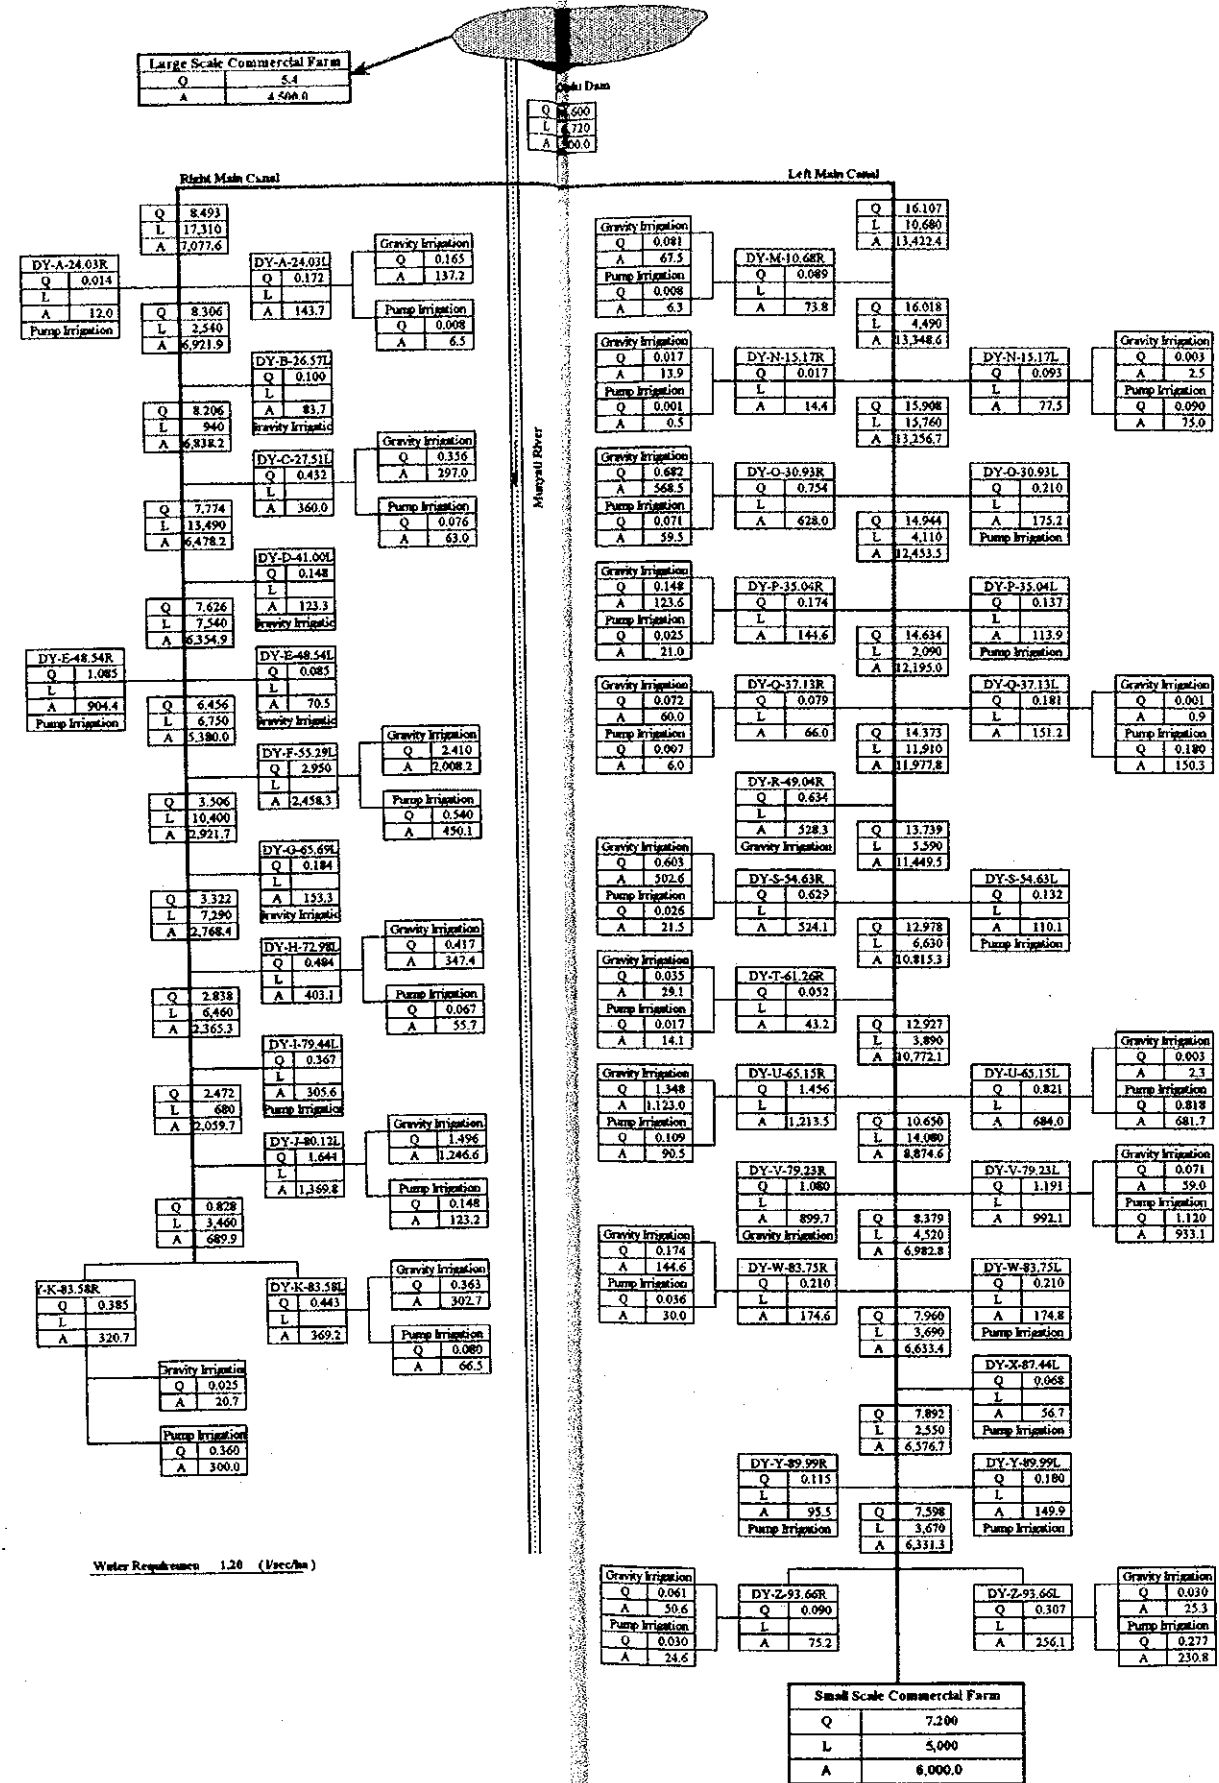 Large Scale Commercial Farm
Q 5.4
A 4,500.0
Dam
Q 600
L 720
A 00.0
Right Main Canal
Left Main Canal
Munyati River
Q 8.493
L 17,310
A 7,077.6
DY-A-24.03R
Q 0.014
L
A 12.0
Pump Irrigation
DY-A-24.03L
Q 0.172
L
A 143.7
Gravity Irrigation
Q 0.165
A 137.2
Pump Irrigation
Q 0.008
A 6.5
Q 8.306
L 2,540
A 6,921.9
DY-B-26.57L
Q 0.100
L
A 83.7
Gravity Irrigatic
Q 8.206
L 940
A 6,838.2
DY-C-27.51L
Q 0.432
L
A 360.0
Gravity Irrigation
Q 0.356
A 297.0
Pump Irrigation
Q 0.076
A 63.0
Q 7.774
L 13,490
A 6,478.2
DY-D-41.00L
Q 0.148
L
A 123.3
Gravity Irrigatic
Q 7.626
L 7,540
A 6,354.9
DY-E-48.54R
Q 1.085
L
A 904.4
Pump Irrigation
DY-E-48.54L
Q 0.085
L
A 70.5
Gravity Irrigatic
Q 6.456
L 6,750
A 5,380.0
DY-F-55.29L
Q 2.950
L
A 2,458.3
Gravity Irrigation
Q 2.410
A 2,008.2
Pump Irrigation
Q 0.540
A 450.1
Q 3.506
L 10,400
A 2,921.7
DY-G-65.69L
Q 0.184
L
A 153.3
Gravity Irrigatic
Q 3.322
L 7,290
A 2,768.4
DY-H-72.98L
Q 0.484
L
A 403.1
Gravity Irrigation
Q 0.417
A 347.4
Pump Irrigation
Q 0.067
A 55.7
Q 2.838
L 6,460
A 2,365.3
DY-I-79.44L
Q 0.367
L
A 305.6
Pump Irrigation
Q 2.472
L 680
A 2,059.7
DY-J-80.12L
Q 1.644
L
A 1,369.8
Gravity Irrigation
Q 1.496
A 1,246.6
Pump Irrigation
Q 0.148
A 123.2
Q 0.828
L 3,460
A 689.9
Y-K-83.58R
Q 0.385
L
A 320.7
Gravity Irrigatio
Q 0.025
A 20.7
Pump Irrigation
Q 0.360
A 300.0
DY-K-83.58L
Q 0.443
L
A 369.2
Gravity Irrigation
Q 0.363
A 302.7
Pump Irrigation
Q 0.080
A 66.5
Water Requiremen 1.20 (l/sec/ha)
Q 16.107
L 10,680
A 13,422.4
Gravity Irrigation
Q 0.081
A 67.5
Pump Irrigation
Q 0.008
A 6.3
DY-M-10.68R
Q 0.089
L
A 73.8
Q 16.018
L 4,490
A 13,348.6
Gravity Irrigation
Q 0.017
A 13.9
Pump Irrigation
Q 0.001
A 0.5
DY-N-15.17R
Q 0.017
L
A 14.4
DY-N-15.17L
Q 0.093
L
A 77.5
Gravity Irrigation
Q 0.003
A 2.5
Pump Irrigation
Q 0.090
A 75.0
Q 15.908
L 15,760
A 13,256.7
Gravity Irrigation
Q 0.682
A 568.5
Pump Irrigation
Q 0.071
A 59.5
DY-O-30.93R
Q 0.754
L
A 628.0
DY-O-30.93L
Q 0.210
L
A 175.2
Pump Irrigation
Q 14.944
L 4,110
A 12,453.5
Gravity Irrigation
Q 0.148
A 123.6
Pump Irrigation
Q 0.025
A 21.0
DY-P-35.04R
Q 0.174
L
A 144.6
DY-P-35.04L
Q 0.137
L
A 113.9
Pump Irrigation
Q 14.634
L 2,090
A 12,195.0
Gravity Irrigation
Q 0.072
A 60.0
Pump Irrigation
Q 0.007
A 6.0
DY-Q-37.13R
Q 0.079
L
A 66.0
DY-Q-37.13L
Q 0.181
L
A 151.2
Gravity Irrigation
Q 0.001
A 0.9
Pump Irrigation
Q 0.180
A 150.3
Q 14.373
L 11,910
A 11,977.8
DY-R-49.04R
Q 0.634
L
A 528.3
Gravity Irrigation
Q 13.739
L 5,590
A 11,449.5
Gravity Irrigation
Q 0.603
A 502.6
Pump Irrigation
Q 0.026
A 21.5
DY-S-54.63R
Q 0.629
L
A 524.1
DY-S-54.63L
Q 0.132
L
A 110.1
Pump Irrigation
Q 12.978
L 6,630
A 10,815.3
Gravity Irrigation
Q 0.035
A 29.1
Pump Irrigation
Q 0.017
A 14.1
DY-T-61.26R
Q 0.052
L
A 43.2
Q 12.927
L 3,890
A 10,772.1
Gravity Irrigation
Q 1.348
A 1,123.0
Pump Irrigation
Q 0.109
A 90.5
DY-U-65.15R
Q 1.456
L
A 1,213.5
DY-U-65.15L
Q 0.821
L
A 684.0
Gravity Irrigation
Q 0.003
A 2.3
Pump Irrigation
Q 0.818
A 681.7
Q 10.650
L 14,080
A 8,874.6
DY-V-79.23R
Q 1.080
L
A 899.7
Gravity Irrigation
DY-V-79.23L
Q 1.191
L
A 992.1
Gravity Irrigation
Q 0.071
A 59.0
Pump Irrigation
Q 1.120
A 933.1
Q 8.379
L 4,520
A 6,982.8
Gravity Irrigation
Q 0.174
A 144.6
Pump Irrigation
Q 0.036
A 30.0
DY-W-83.75R
Q 0.210
L
A 174.6
DY-W-83.75L
Q 0.210
L
A 174.8
Pump Irrigation
Q 7.960
L 3,690
A 6,633.4
DY-X-87.44L
Q 0.068
L
A 56.7
Pump Irrigation
Q 7.892
L 2,550
A 6,576.7
DY-Y-89.99R
Q 0.115
L
A 95.5
Pump Irrigation
DY-Y-89.99L
Q 0.180
L
A 149.9
Pump Irrigation
Q 7.598
L 3,670
A 6,331.3
Gravity Irrigation
Q 0.061
A 50.6
Pump Irrigation
Q 0.030
A 24.6
DY-Z-93.66R
Q 0.090
L
A 75.2
DY-Z-93.66L
Q 0.307
L
A 256.1
Gravity Irrigation
Q 0.030
A 25.3
Pump Irrigation
Q 0.277
A 230.8
Small Scale Commercial Farm
Q 7.200
L 5,000
A 6,000.0